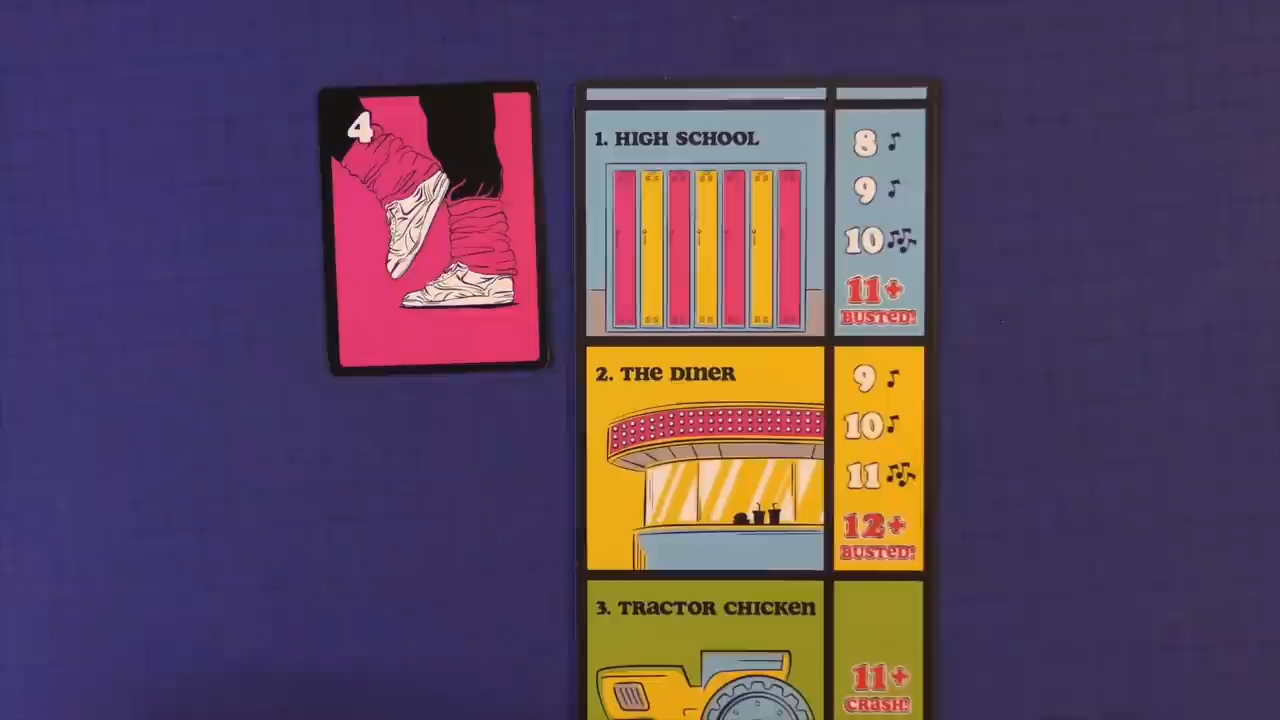 4
1. HIGH SCHOOL
8
9
10
11+
BUSTED!
2. THE DINER
9
10
11
12+
BUSTED!
3. TRACTOR CHICKEN
11+
CRASH!